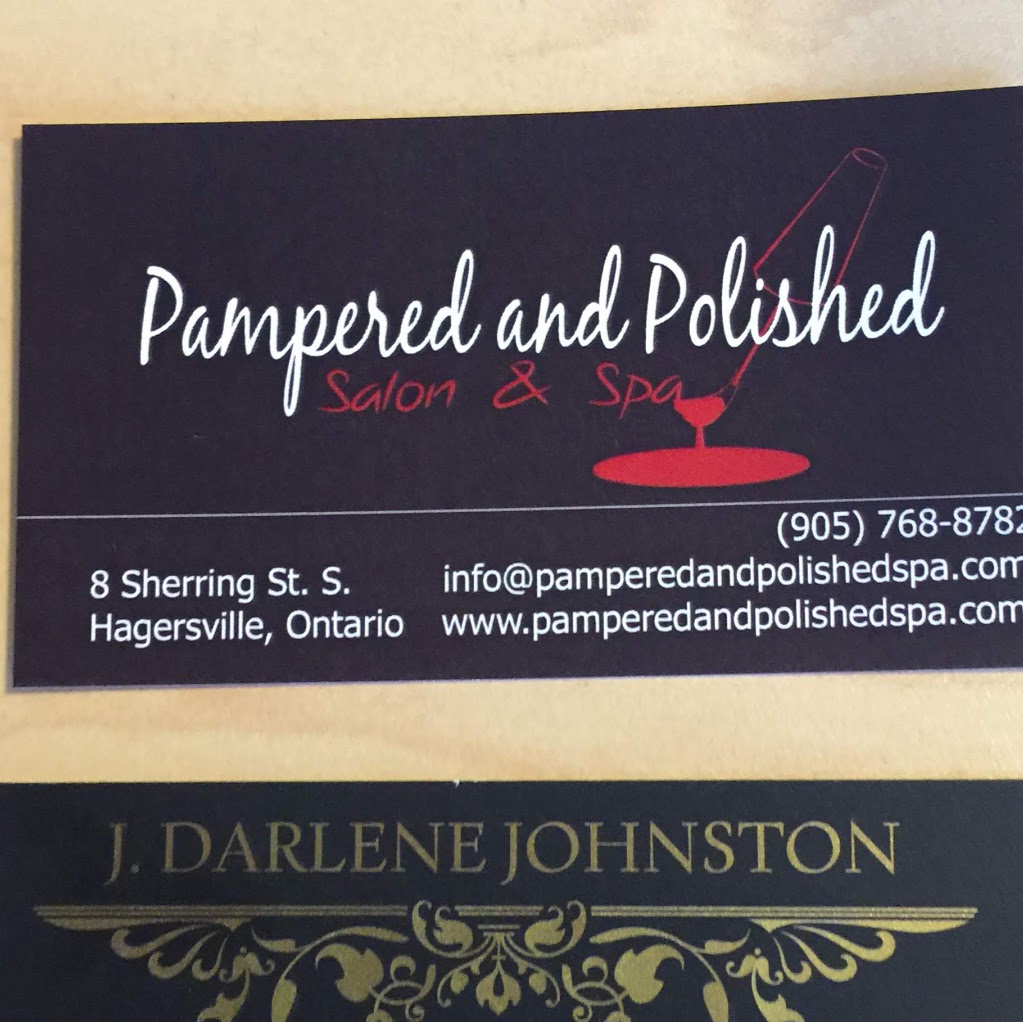 Pampered and Polished
Salon & Spa
(905) 768-8782
8 Sherring St. S.
info@pamperedandpolishedspa.com
Hagersville, Ontario
www.pamperedandpolishedspa.com
J. DARLENE JOHNSTON